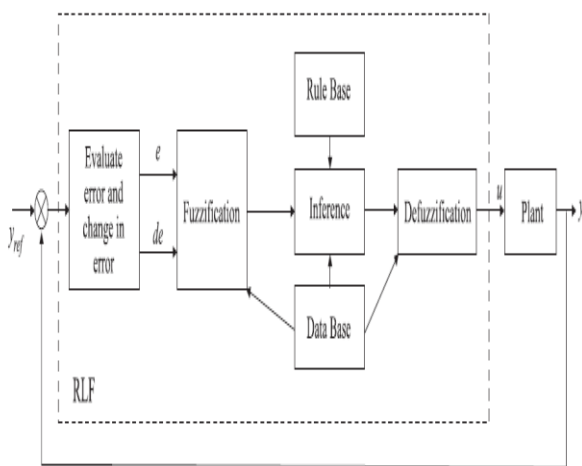 Rule Base
Evaluate
error and
change in
error
e
de
Fuzzification
Inference
Defuzzification
u
Plant
y
y_ref
Data Base
RLF